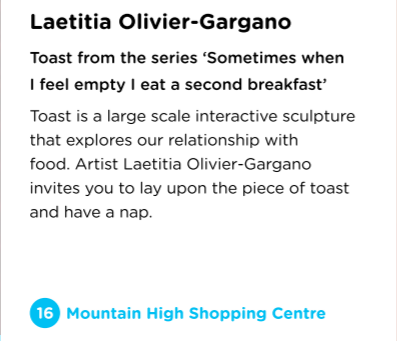 Laetitia Olivier-Gargano
Toast from the series ‘Sometimes when
I feel empty I eat a second breakfast’
Toast is a large scale interactive sculpture
that explores our relationship with
food. Artist Laetitia Olivier-Gargano
invites you to lay upon the piece of toast
and have a nap.
16 Mountain High Shopping Centre